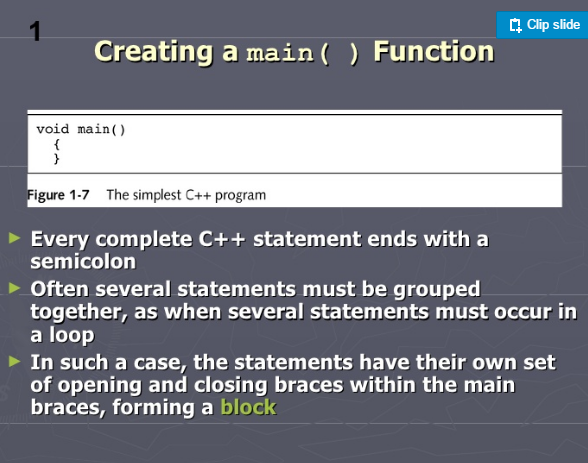 1
Clip slide
Creating a main( ) Function
void main()
{
}
Figure 1-7 The simplest C++ program
Every complete C++ statement ends with a
semicolon
Often several statements must be grouped
together, as when several statements must occur in
a loop
In such a case, the statements have their own set
of opening and closing braces within the main
braces, forming a block